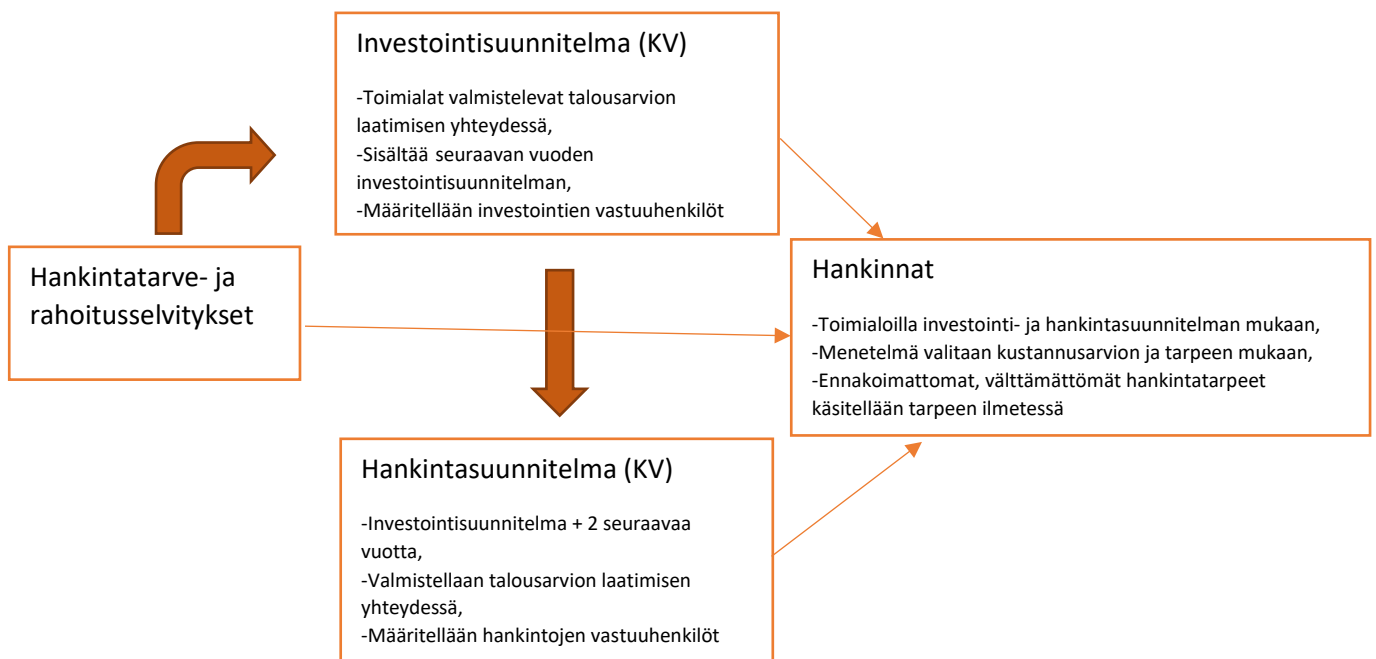 Investointisuunnitelma (KV)
-Toimialat valmistelevat talousarvion
laatimisen yhteydessä,
-Sisältää seuraavan vuoden
investointisuunnitelman,
-Määritellään investointien vastuuhenkilöt
Hankintatarve- ja
rahoitusselvitykset
Hankinnat
-Toimialoilla investointi- ja hankintasuunnitelman mukaan,
-Menetelmä valitaan kustannusarvion ja tarpeen mukaan,
-Ennakoimattomat, välttämättömät hankintatarpeet
käsitellään tarpeen ilmetessä
Hankintasuunnitelma (KV)
-Investointisuunnitelma + 2 seuraavaa
vuotta,
-Valmistellaan talousarvion laatimisen
yhteydessä,
-Määritellään hankintojen vastuuhenkilöt